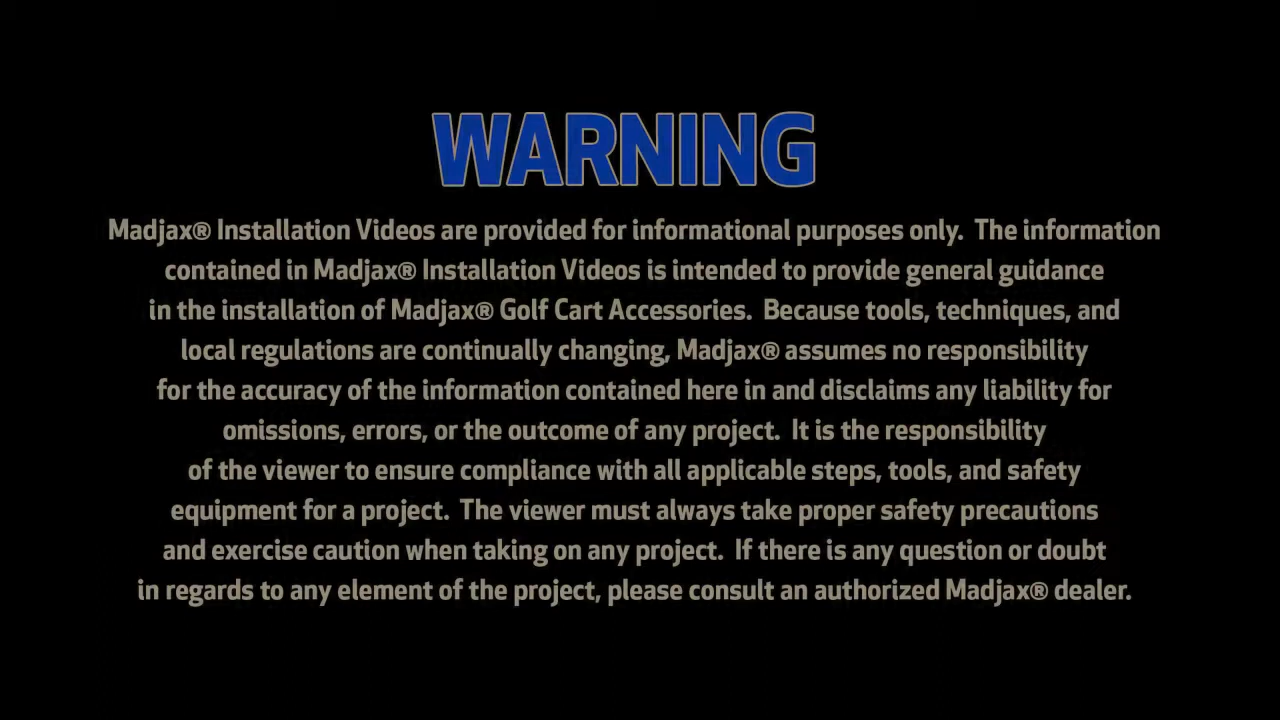 WARNING
Madjax® Installation Videos are provided for informational purposes only.  The information
contained in Madjax® Installation Videos is intended to provide general guidance
in the installation of Madjax® Golf Cart Accessories.  Because tools, techniques, and
local regulations are continually changing, Madjax® assumes no responsibility
for the accuracy of the information contained here in and disclaims any liability for
omissions, errors, or the outcome of any project.  It is the responsibility
of the viewer to ensure compliance with all applicable steps, tools, and safety
equipment for a project.  The viewer must always take proper safety precautions
and exercise caution when taking on any project.  If there is any question or doubt
in regards to any element of the project, please consult an authorized Madjax® dealer.